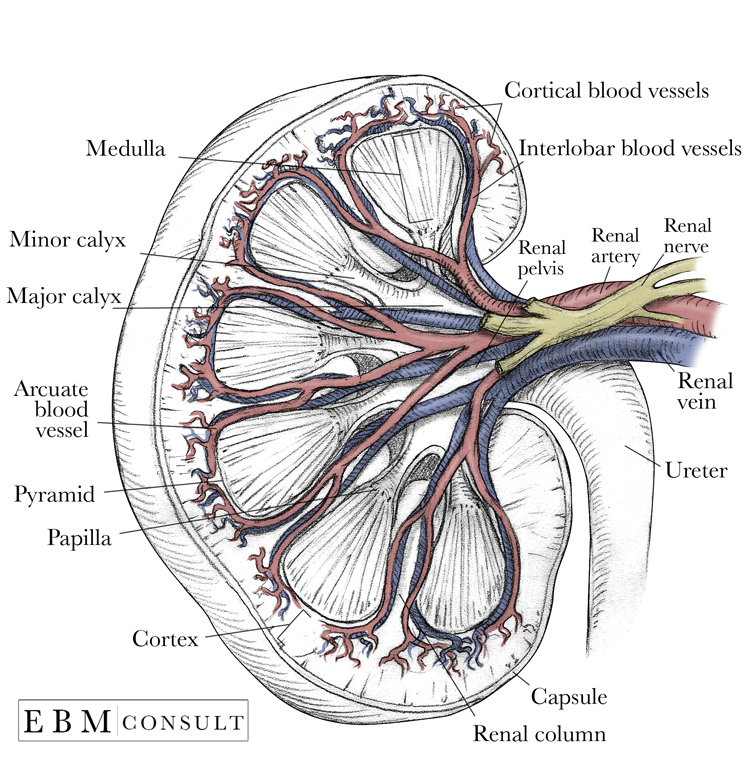 Cortical blood vessels
Medulla
Interlobar blood vessels
Minor calyx
Renal
pelvis
Renal
artery
Renal
nerve
Major calyx
Arcuate
blood
vessel
Renal
vein
Ureter
Pyramid
Papilla
Cortex
Capsule
Renal column
EBM CONSULT